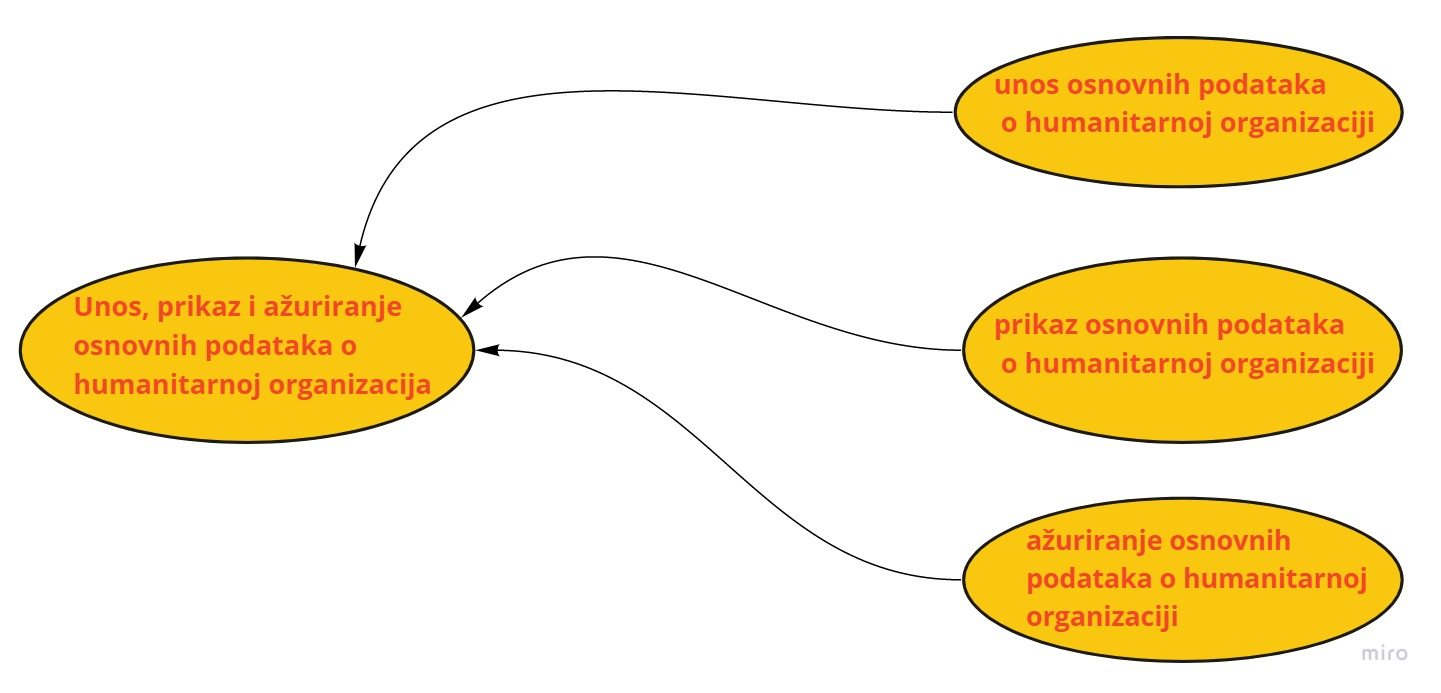 unos osnovnih podataka
o humanitarnoj organizaciji
Unos, prikaz i ažuriranje
osnovnih podataka o
humanitarnoj organizacija
prikaz osnovnih podataka
o humanitarnoj organizaciji
ažuriranje osnovnih
podataka o humanitarnoj
organizaciji
miro